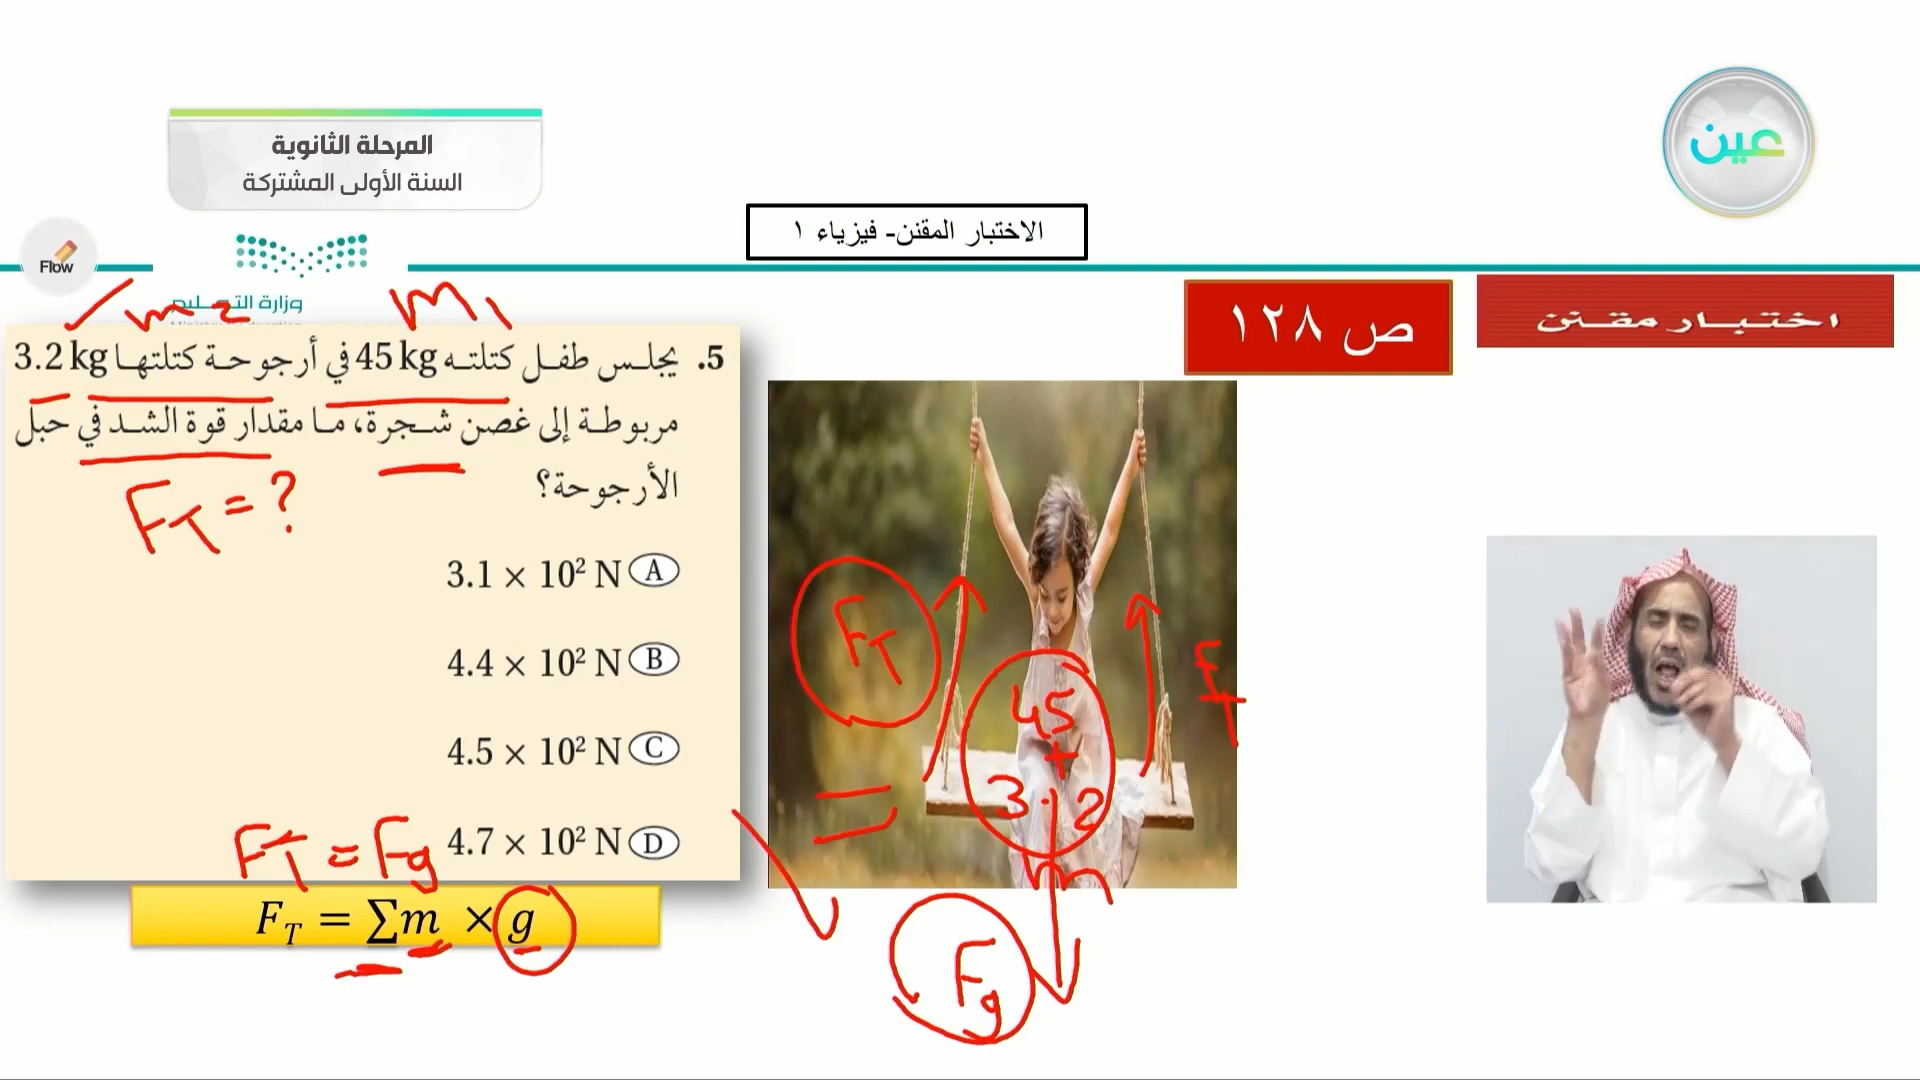 المرحلة الثانوية
السنة الأولى المشتركة
عين
الاختبار المقنن- فيزياء ١
Flow
وزارة التعليم
m2
m1
ص ١٢٨
اختبار مقنن
5. يجلس طفل كتلته 45 kg في أرجوحة كتلتها 3.2 kg
مربوطة إلى غصن شجرة، ما مقدار قوة الشد في حبل
الأرجوحة؟
FT = ?
3.1 × 10² N A
4.4 × 10² N B
4.5 × 10² N C
4.7 × 10² N D
FT = Fg
F_T = ∑m × g
FT
=
45
+
3.2
m
FT
Fg